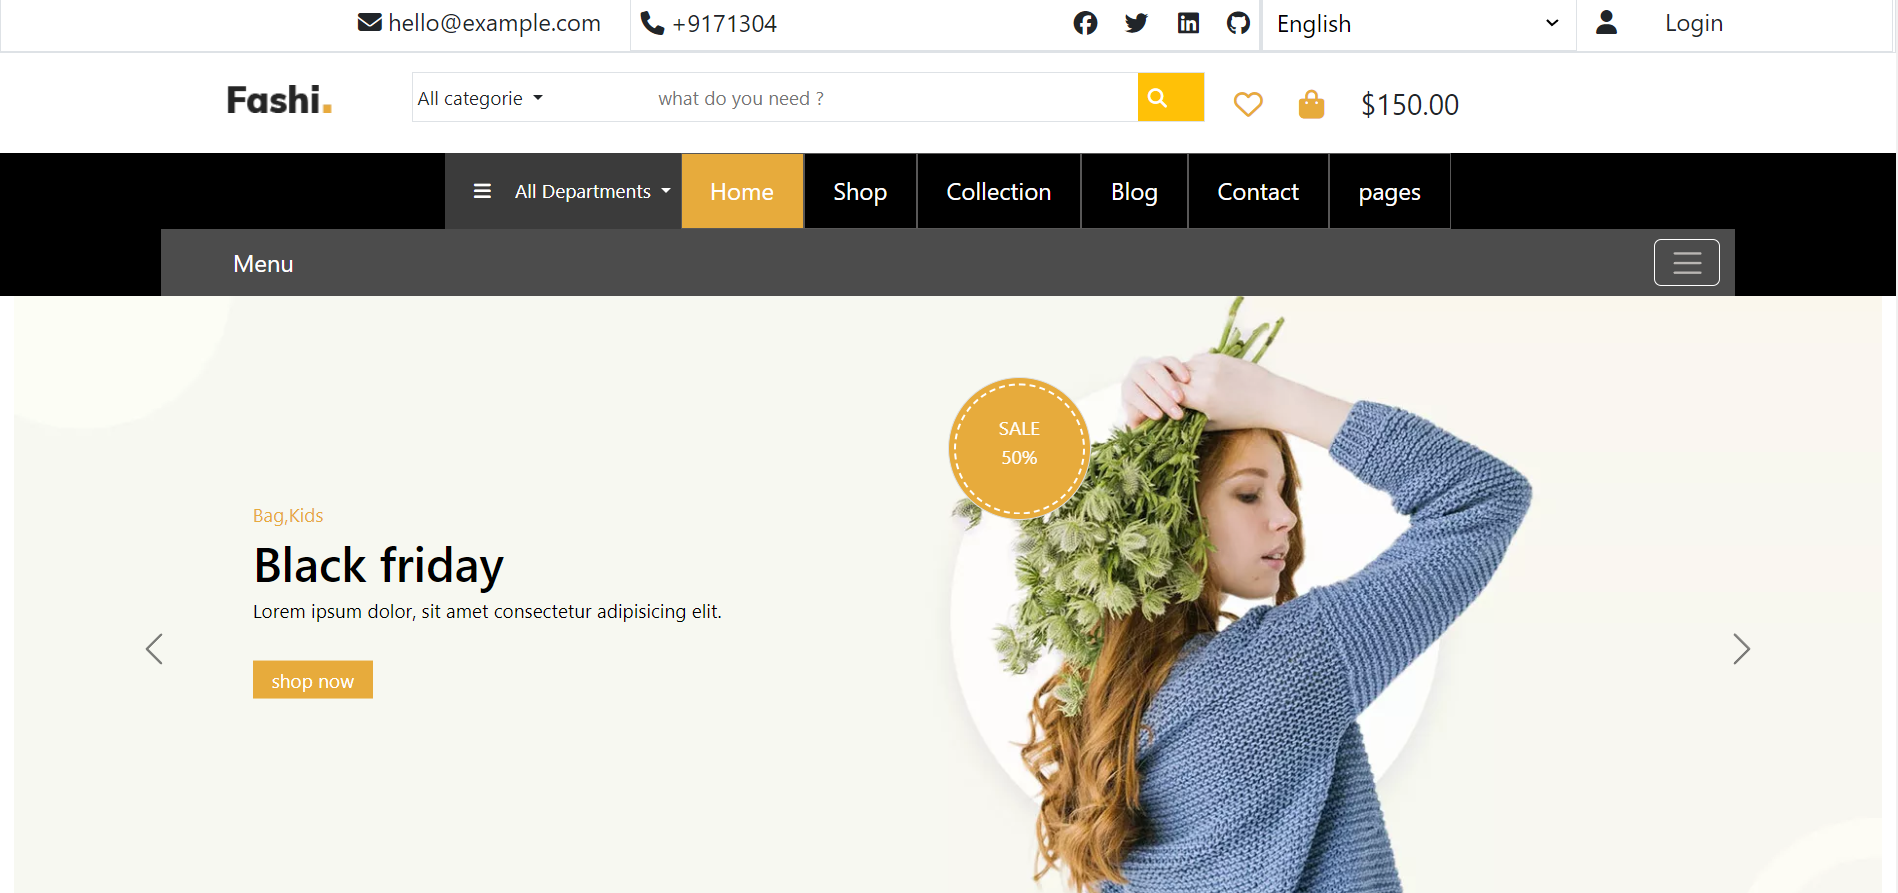 hello@example.com +9171304 English Login
Fashi. All categorie what do you need ? $150.00
All Departments Home Shop Collection Blog Contact pages
Menu
SALE
50%
Bag,Kids
Black friday
Lorem ipsum dolor, sit amet consectetur adipisicing elit.
shop now